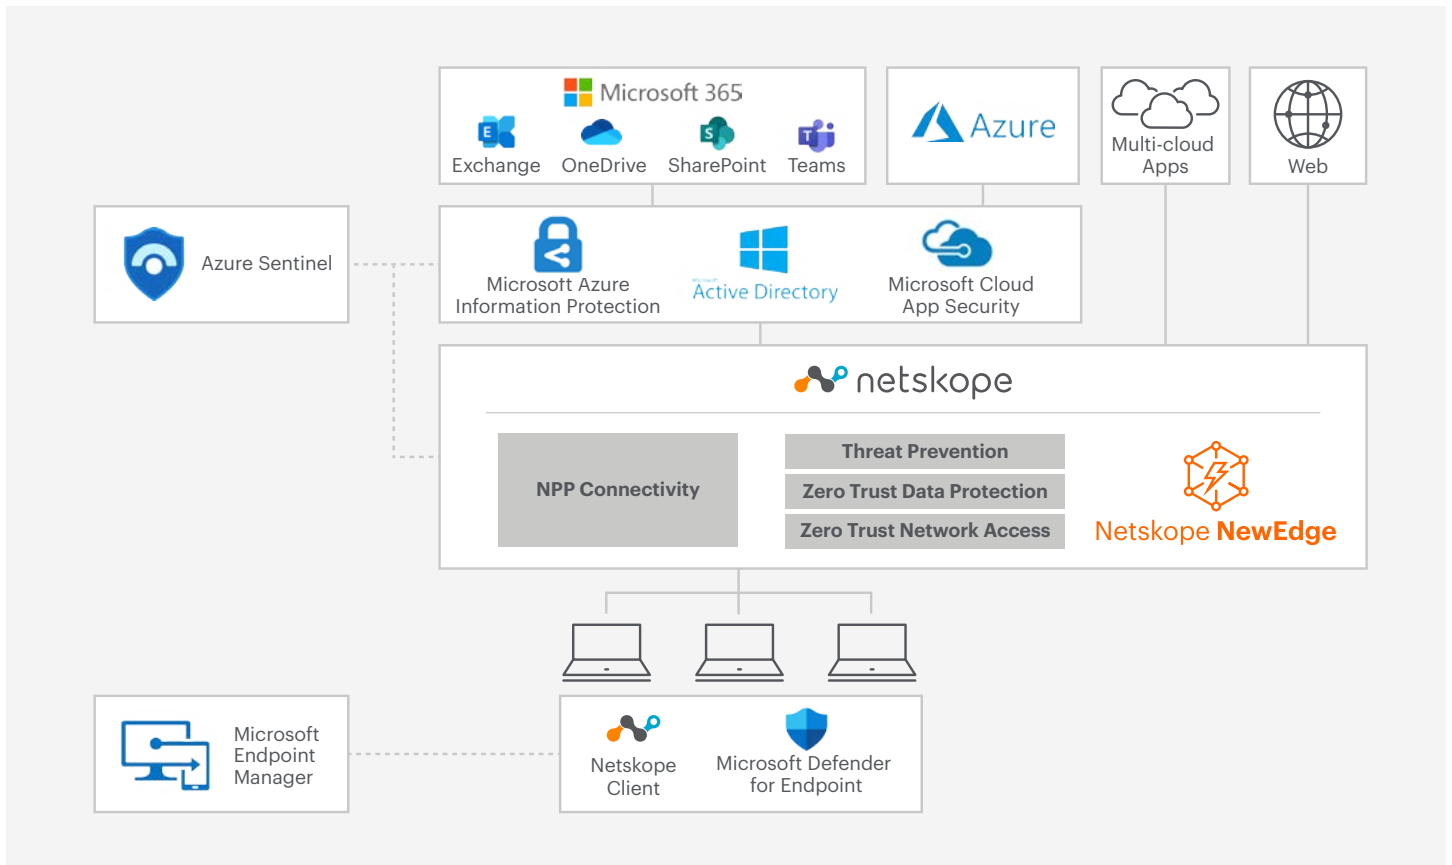 Microsoft 365
Exchange
OneDrive
SharePoint
Teams
Azure
Multi-cloud
Apps
Web
Azure Sentinel
Microsoft Azure
Information Protection
Microsoft
Active Directory
Microsoft Cloud
App Security
netskope
NPP Connectivity
Threat Prevention
Zero Trust Data Protection
Zero Trust Network Access
Netskope NewEdge
Microsoft
Endpoint
Manager
Netskope
Client
Microsoft Defender
for Endpoint